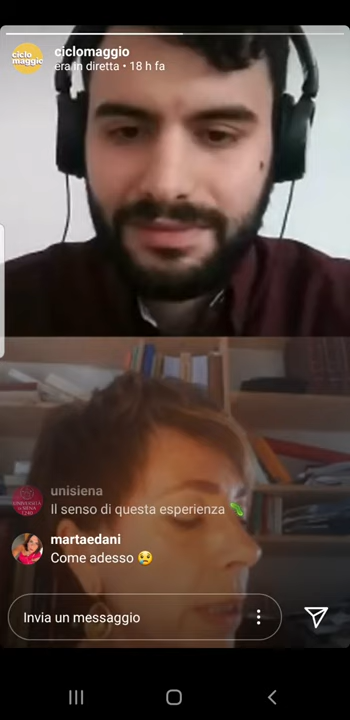 ciclo
maggio
ciclomaggio
era in diretta • 18 h fa
unisiena
Il senso di questa esperienza
martaedani
Come adesso 😢
Invia un messaggio